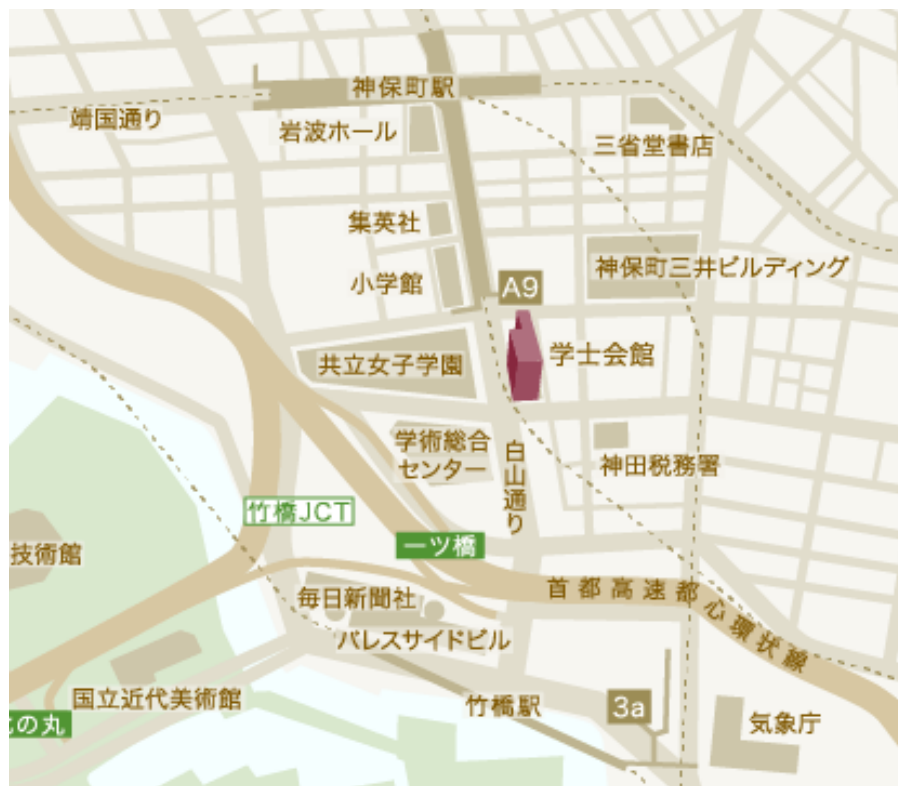 神保町駅
靖国通り
岩波ホール
三省堂書店
集英社
神保町三井ビルディング
小学館
A9
学士会館
共立女子学園
学術総合
センター
白山通り
神田税務署
竹橋JCT
一ツ橋
技術館
首都高速都心環状線
毎日新聞社
パレスサイドビル
国立近代美術館
竹橋駅
3a
気象庁
の丸